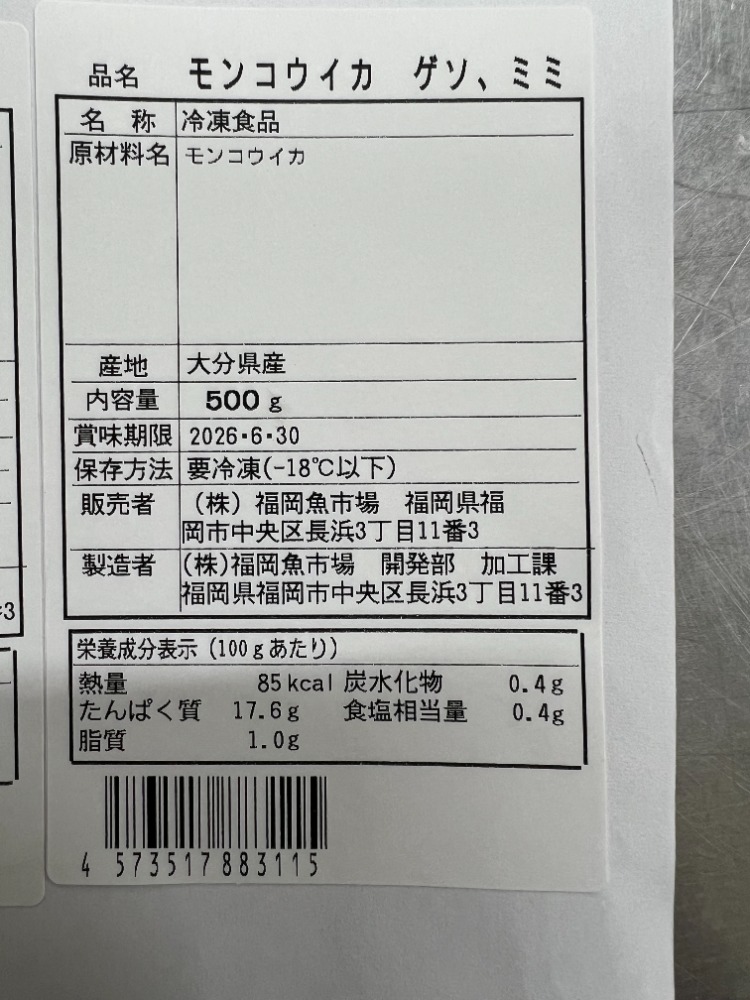 品名 モンコウイカ ゲソ、ミミ
名 称 冷凍食品
原材料名 モンコウイカ
産地 大分県産
内容量 500 g
賞味期限 2026・6・30
保存方法 要冷凍(-18℃以下)
販売者 (株) 福岡魚市場 福岡県福
岡市中央区長浜3丁目11番3
製造者 (株)福岡魚市場 開発部 加工課
福岡県福岡市中央区長浜3丁目11番3
栄養成分表示 (100gあたり)
熱量 85kcal 炭水化物 0.4g
たんぱく質 17.6g 食塩相当量 0.4g
脂質 1.0g
4 573517 883115